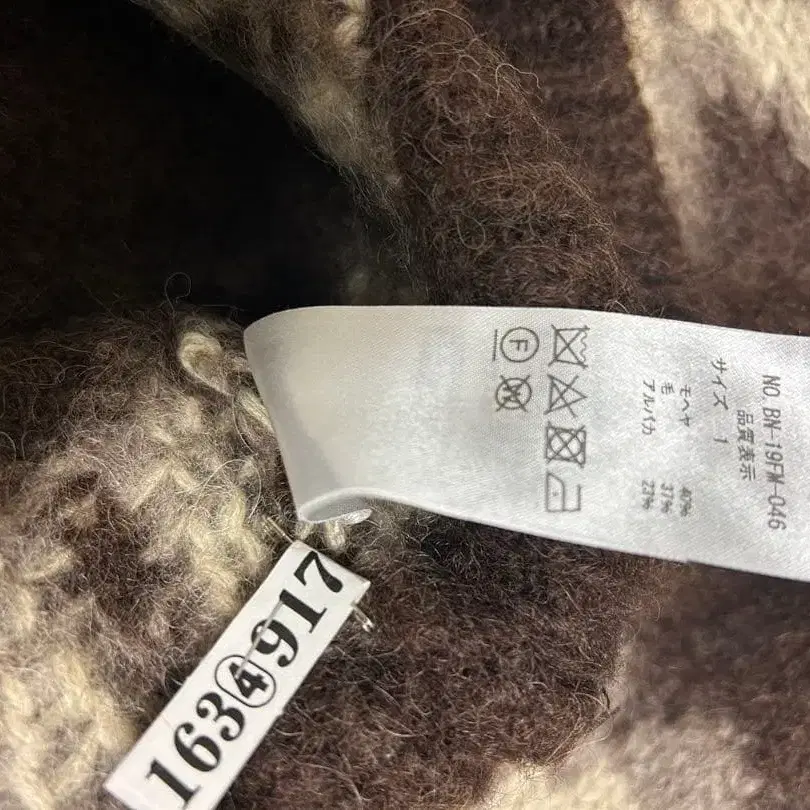 NO.BN-19FM-046
品質表示
サイズ 1
モヘヤ 40%
毛 37%
アルパカ 23%
F
W
163④917